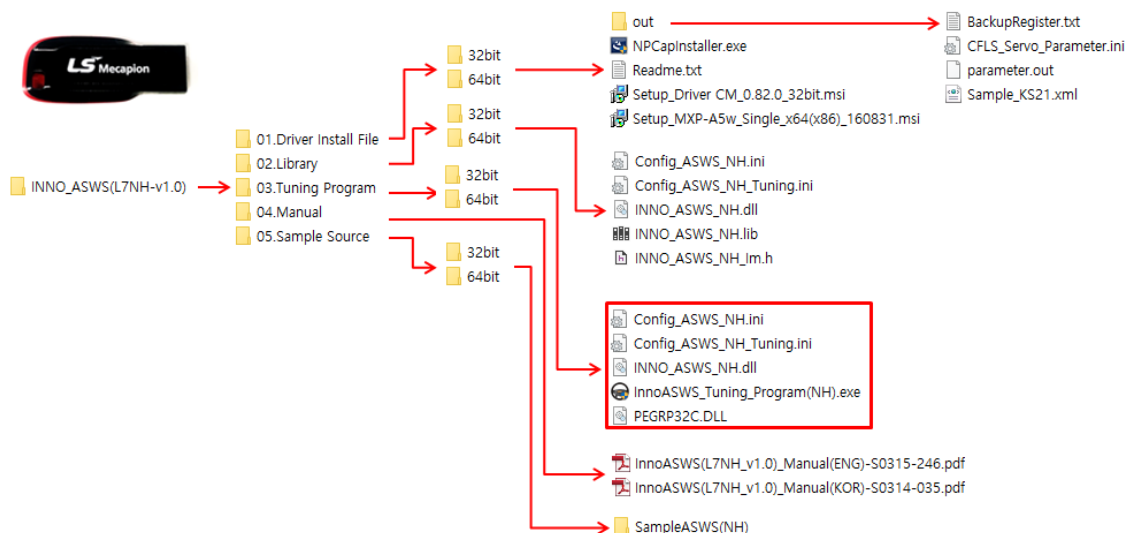 LS Mecapion
INNO_ASWS(L7NH-v1.0)
01.Driver Install File
02.Library
03.Tuning Program
04.Manual
05.Sample Source
32bit
64bit
32bit
64bit
32bit
64bit
32bit
64bit
out
NPCapInstaller.exe
Readme.txt
Setup_Driver CM_0.82.0_32bit.msi
Setup_MXP-A5w_Single_x64(x86)_160831.msi
BackupRegister.txt
CFLS_Servo_Parameter.ini
parameter.out
Sample_KS21.xml
Config_ASWS_NH.ini
Config_ASWS_NH_Tuning.ini
INNO_ASWS_NH.dll
INNO_ASWS_NH.lib
INNO_ASWS_NH_Im.h
Config_ASWS_NH.ini
Config_ASWS_NH_Tuning.ini
INNO_ASWS_NH.dll
InnoASWS_Tuning_Program(NH).exe
PEGRP32C.DLL
InnoASWS(L7NH_v1.0)_Manual(ENG)-S0315-246.pdf
InnoASWS(L7NH_v1.0)_Manual(KOR)-S0314-035.pdf
SampleASWS(NH)